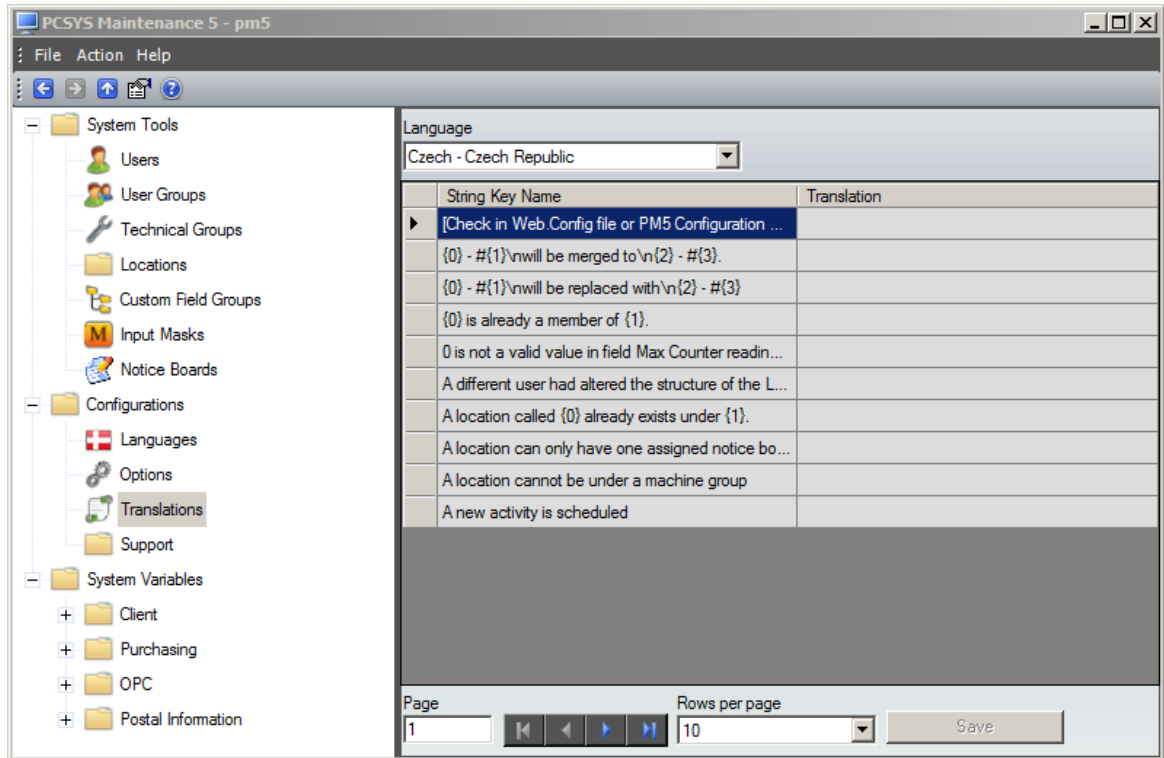 PCSYS Maintenance 5 - pm5
File Action Help
System Tools
Users
User Groups
Technical Groups
Locations
Custom Field Groups
M Input Masks
Notice Boards
Configurations
Languages
Options
Translations
Support
System Variables
Client
Purchasing
OPC
Postal Information
Language
Czech - Czech Republic
String Key Name Translation
[Check in Web.Config file or PM5 Configuration ...
{0} - #{1}\nwill be merged to\n{2} - #{3}.
{0} - #{1}\nwill be replaced with\n{2} - #{3}
{0} is already a member of {1}.
0 is not a valid value in field Max Counter readin...
A different user had altered the structure of the L...
A location called {0} already exists under {1}.
A location can only have one assigned notice bo...
A location cannot be under a machine group
A new activity is scheduled
Page Rows per page
1 10 Save